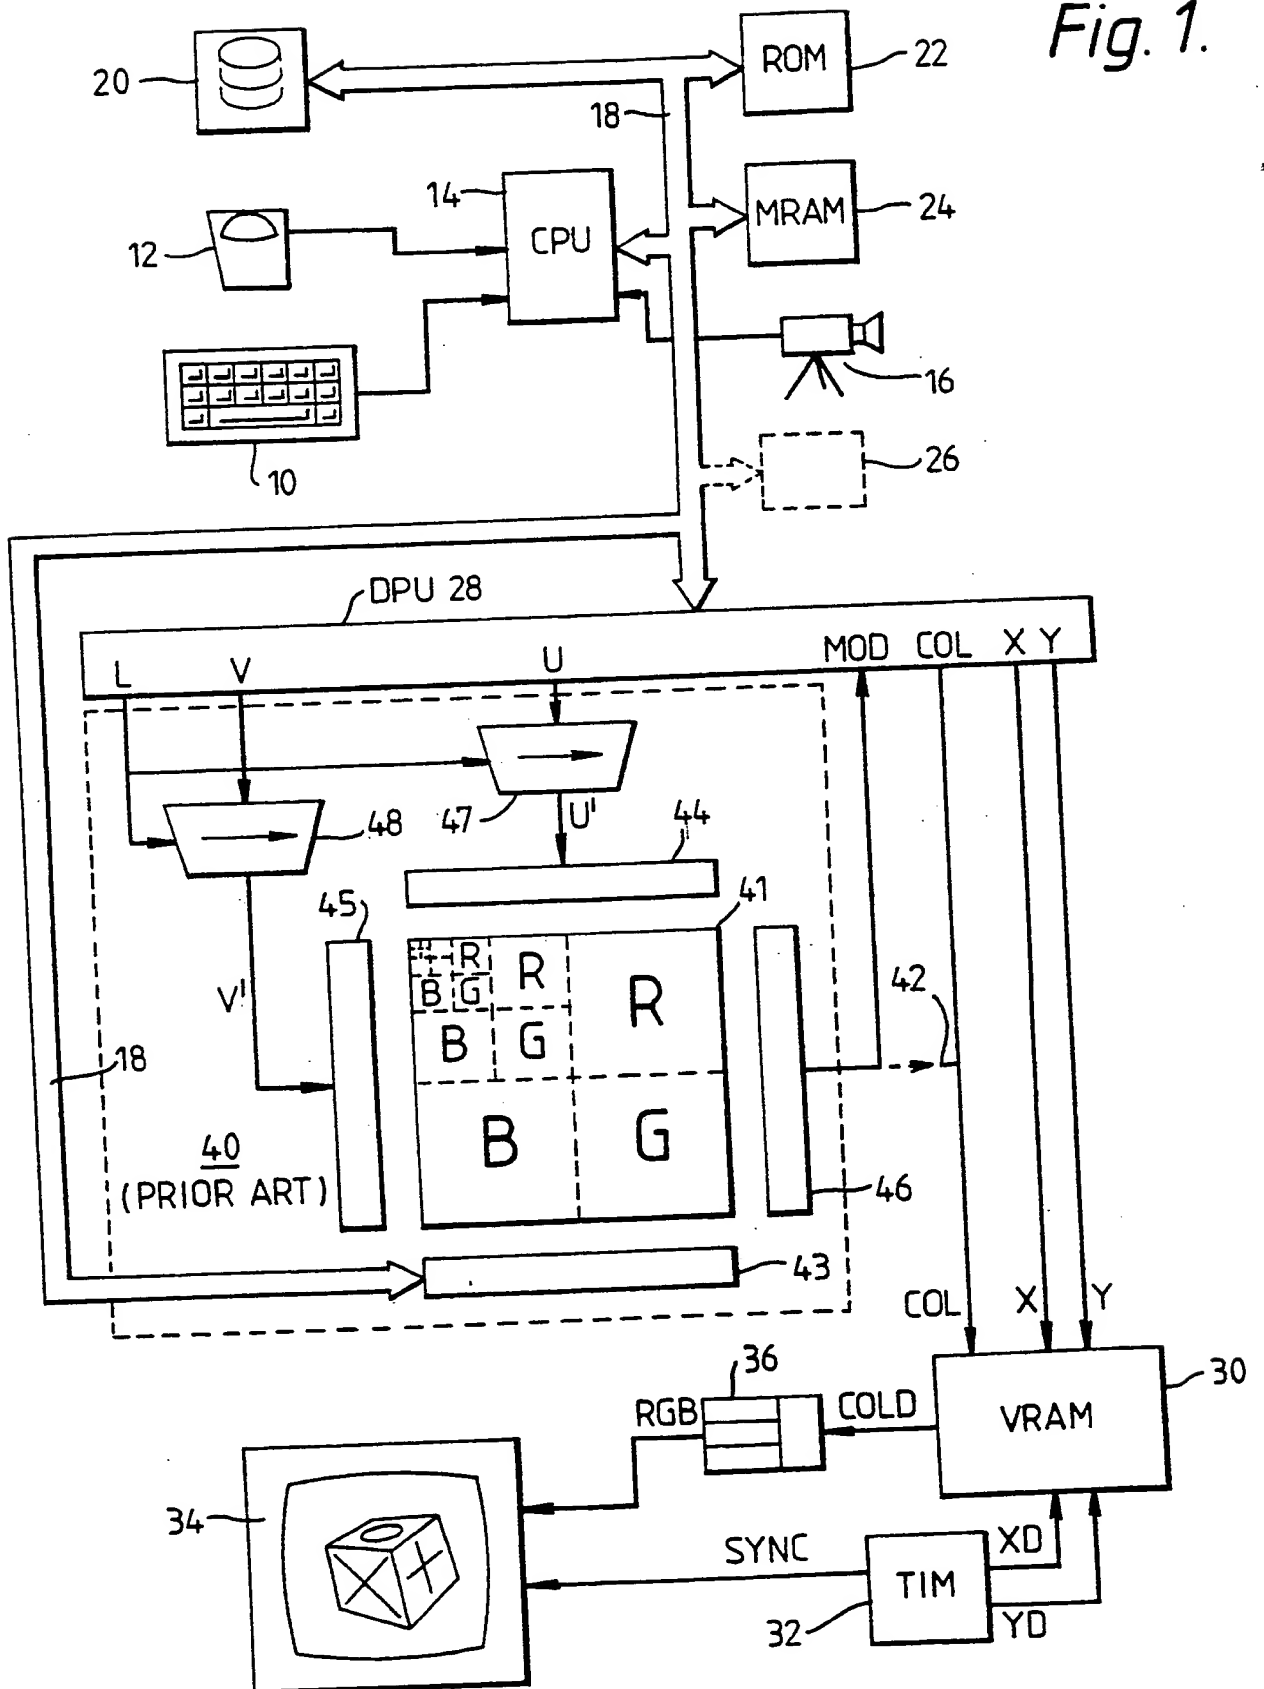 Fig. 1.
20
ROM
22
18
14
CPU
MRAM
24
12
16
10
26
DPU 28
L
V
U
MOD
COL
X
Y
48
47
U'
44
45
41
V'
R
B
G
R
B
G
R
B
G
42
18
40
(PRIOR ART)
46
43
COL
X
Y
36
RGB
COLD
VRAM
30
34
SYNC
TIM
XD
YD
32